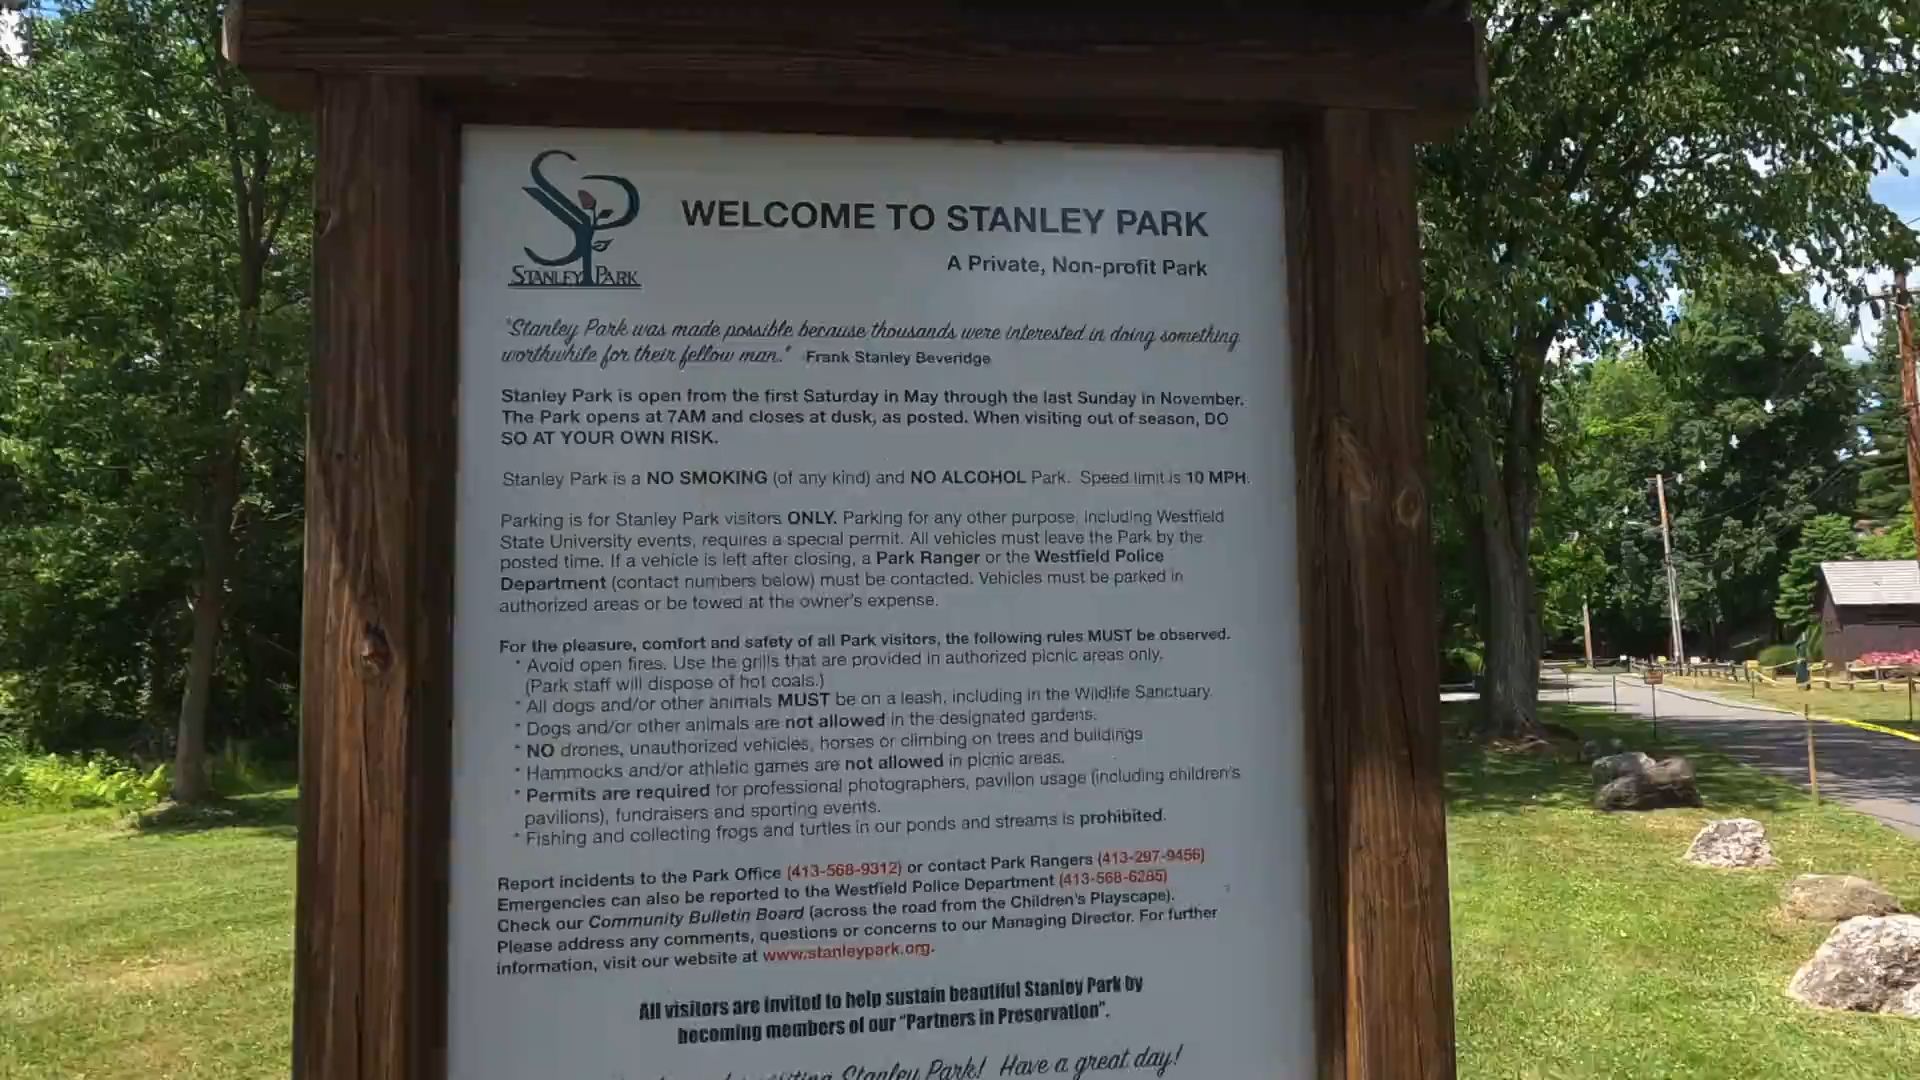 STANLEY PARK
WELCOME TO STANLEY PARK
A Private, Non-profit Park
"Stanley Park was made possible because thousands were interested in doing something
worthwhile for their fellow man." Frank Stanley Beveridge
Stanley Park is open from the first Saturday in May through the last Sunday in November.
The Park opens at 7AM and closes at dusk, as posted. When visiting out of season, DO
SO AT YOUR OWN RISK.
Stanley Park is a NO SMOKING (of any kind) and NO ALCOHOL Park. Speed limit is 10 MPH.
Parking is for Stanley Park visitors ONLY. Parking for any other purpose, including Westfield
State University events, requires a special permit. All vehicles must leave the Park by the
posted time. If a vehicle is left after closing, a Park Ranger or the Westfield Police
Department (contact numbers below) must be contacted. Vehicles must be parked in
authorized areas or be towed at the owner's expense.
For the pleasure, comfort and safety of all Park visitors, the following rules MUST be observed.
* Avoid open fires. Use the grills that are provided in authorized picnic areas only.
(Park staff will dispose of hot coals.)
* All dogs and/or other animals MUST be on a leash, including in the Wildlife Sanctuary.
* Dogs and/or other animals are not allowed in the designated gardens.
* NO drones, unauthorized vehicles, horses or climbing on trees and buildings
* Hammocks and/or athletic games are not allowed in picnic areas.
* Permits are required for professional photographers, pavilion usage (including children's
pavilions), fundraisers and sporting events.
* Fishing and collecting frogs and turtles in our ponds and streams is prohibited.
Report incidents to the Park Office (413-568-9312) or contact Park Rangers (413-297-9456)
Emergencies can also be reported to the Westfield Police Department (413-568-6285)
Check our Community Bulletin Board (across the road from the Children's Playscape).
Please address any comments, questions or concerns to our Managing Director. For further
information, visit our website at www.stanleypark.org.
All visitors are invited to help sustain beautiful Stanley Park by
becoming members of our "Partners in Preservation".
Stanley Park! Have a great day!